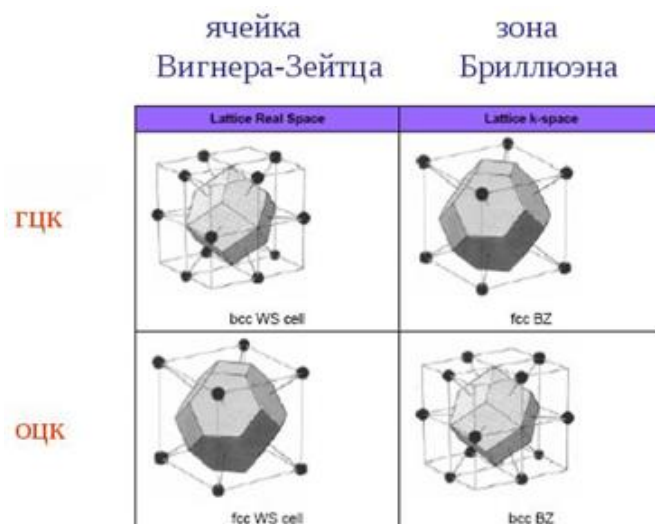 ячейка
Вигнера-Зейтца
зона
Бриллюэна
Lattice Real Space
Lattice k-space
гцк
bcc WS cell
fcc BZ
оцк
fcc WS cell
bcc BZ